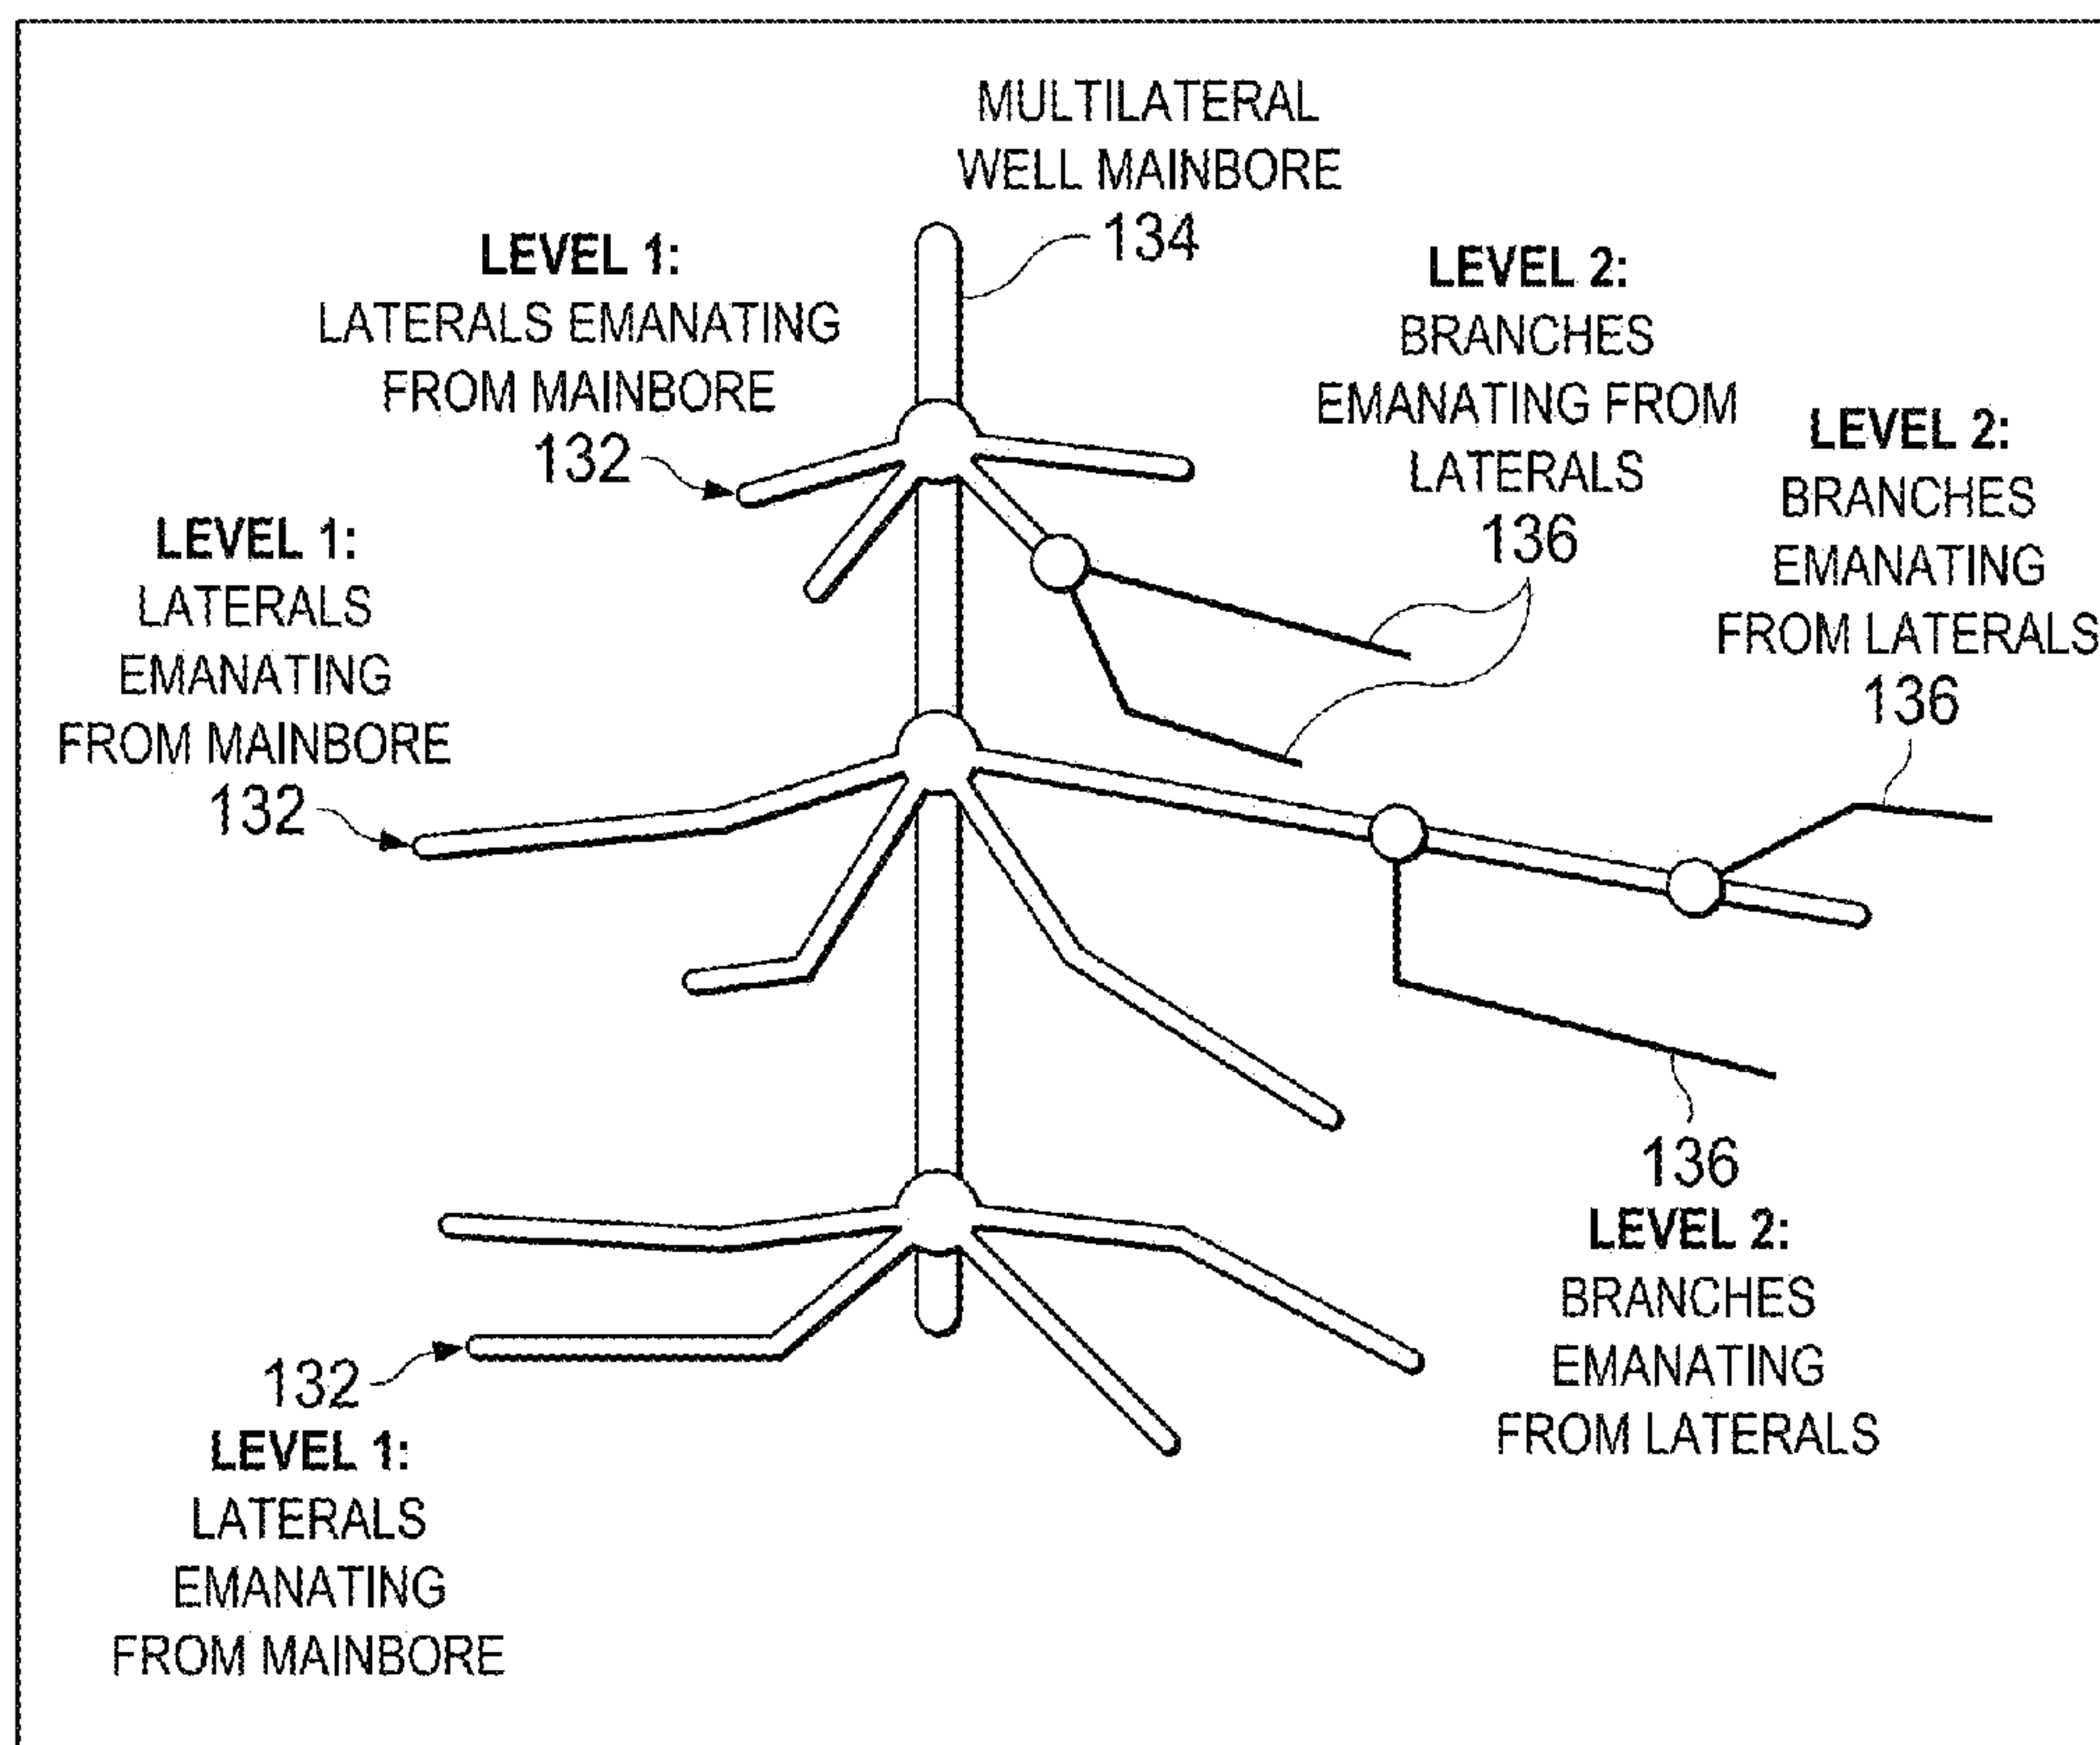 MULTILATERAL
WELL MAINBORE
134
LEVEL 1:
LATERALS EMANATING
FROM MAINBORE
132
LEVEL 2:
BRANCHES
EMANATING FROM
LATERALS
136
LEVEL 2:
BRANCHES
EMANATING
FROM LATERALS
136
LEVEL 1:
LATERALS
EMANATING
FROM MAINBORE
132
136
LEVEL 2:
BRANCHES
EMANATING
FROM LATERALS
132
LEVEL 1:
LATERALS
EMANATING
FROM MAINBORE